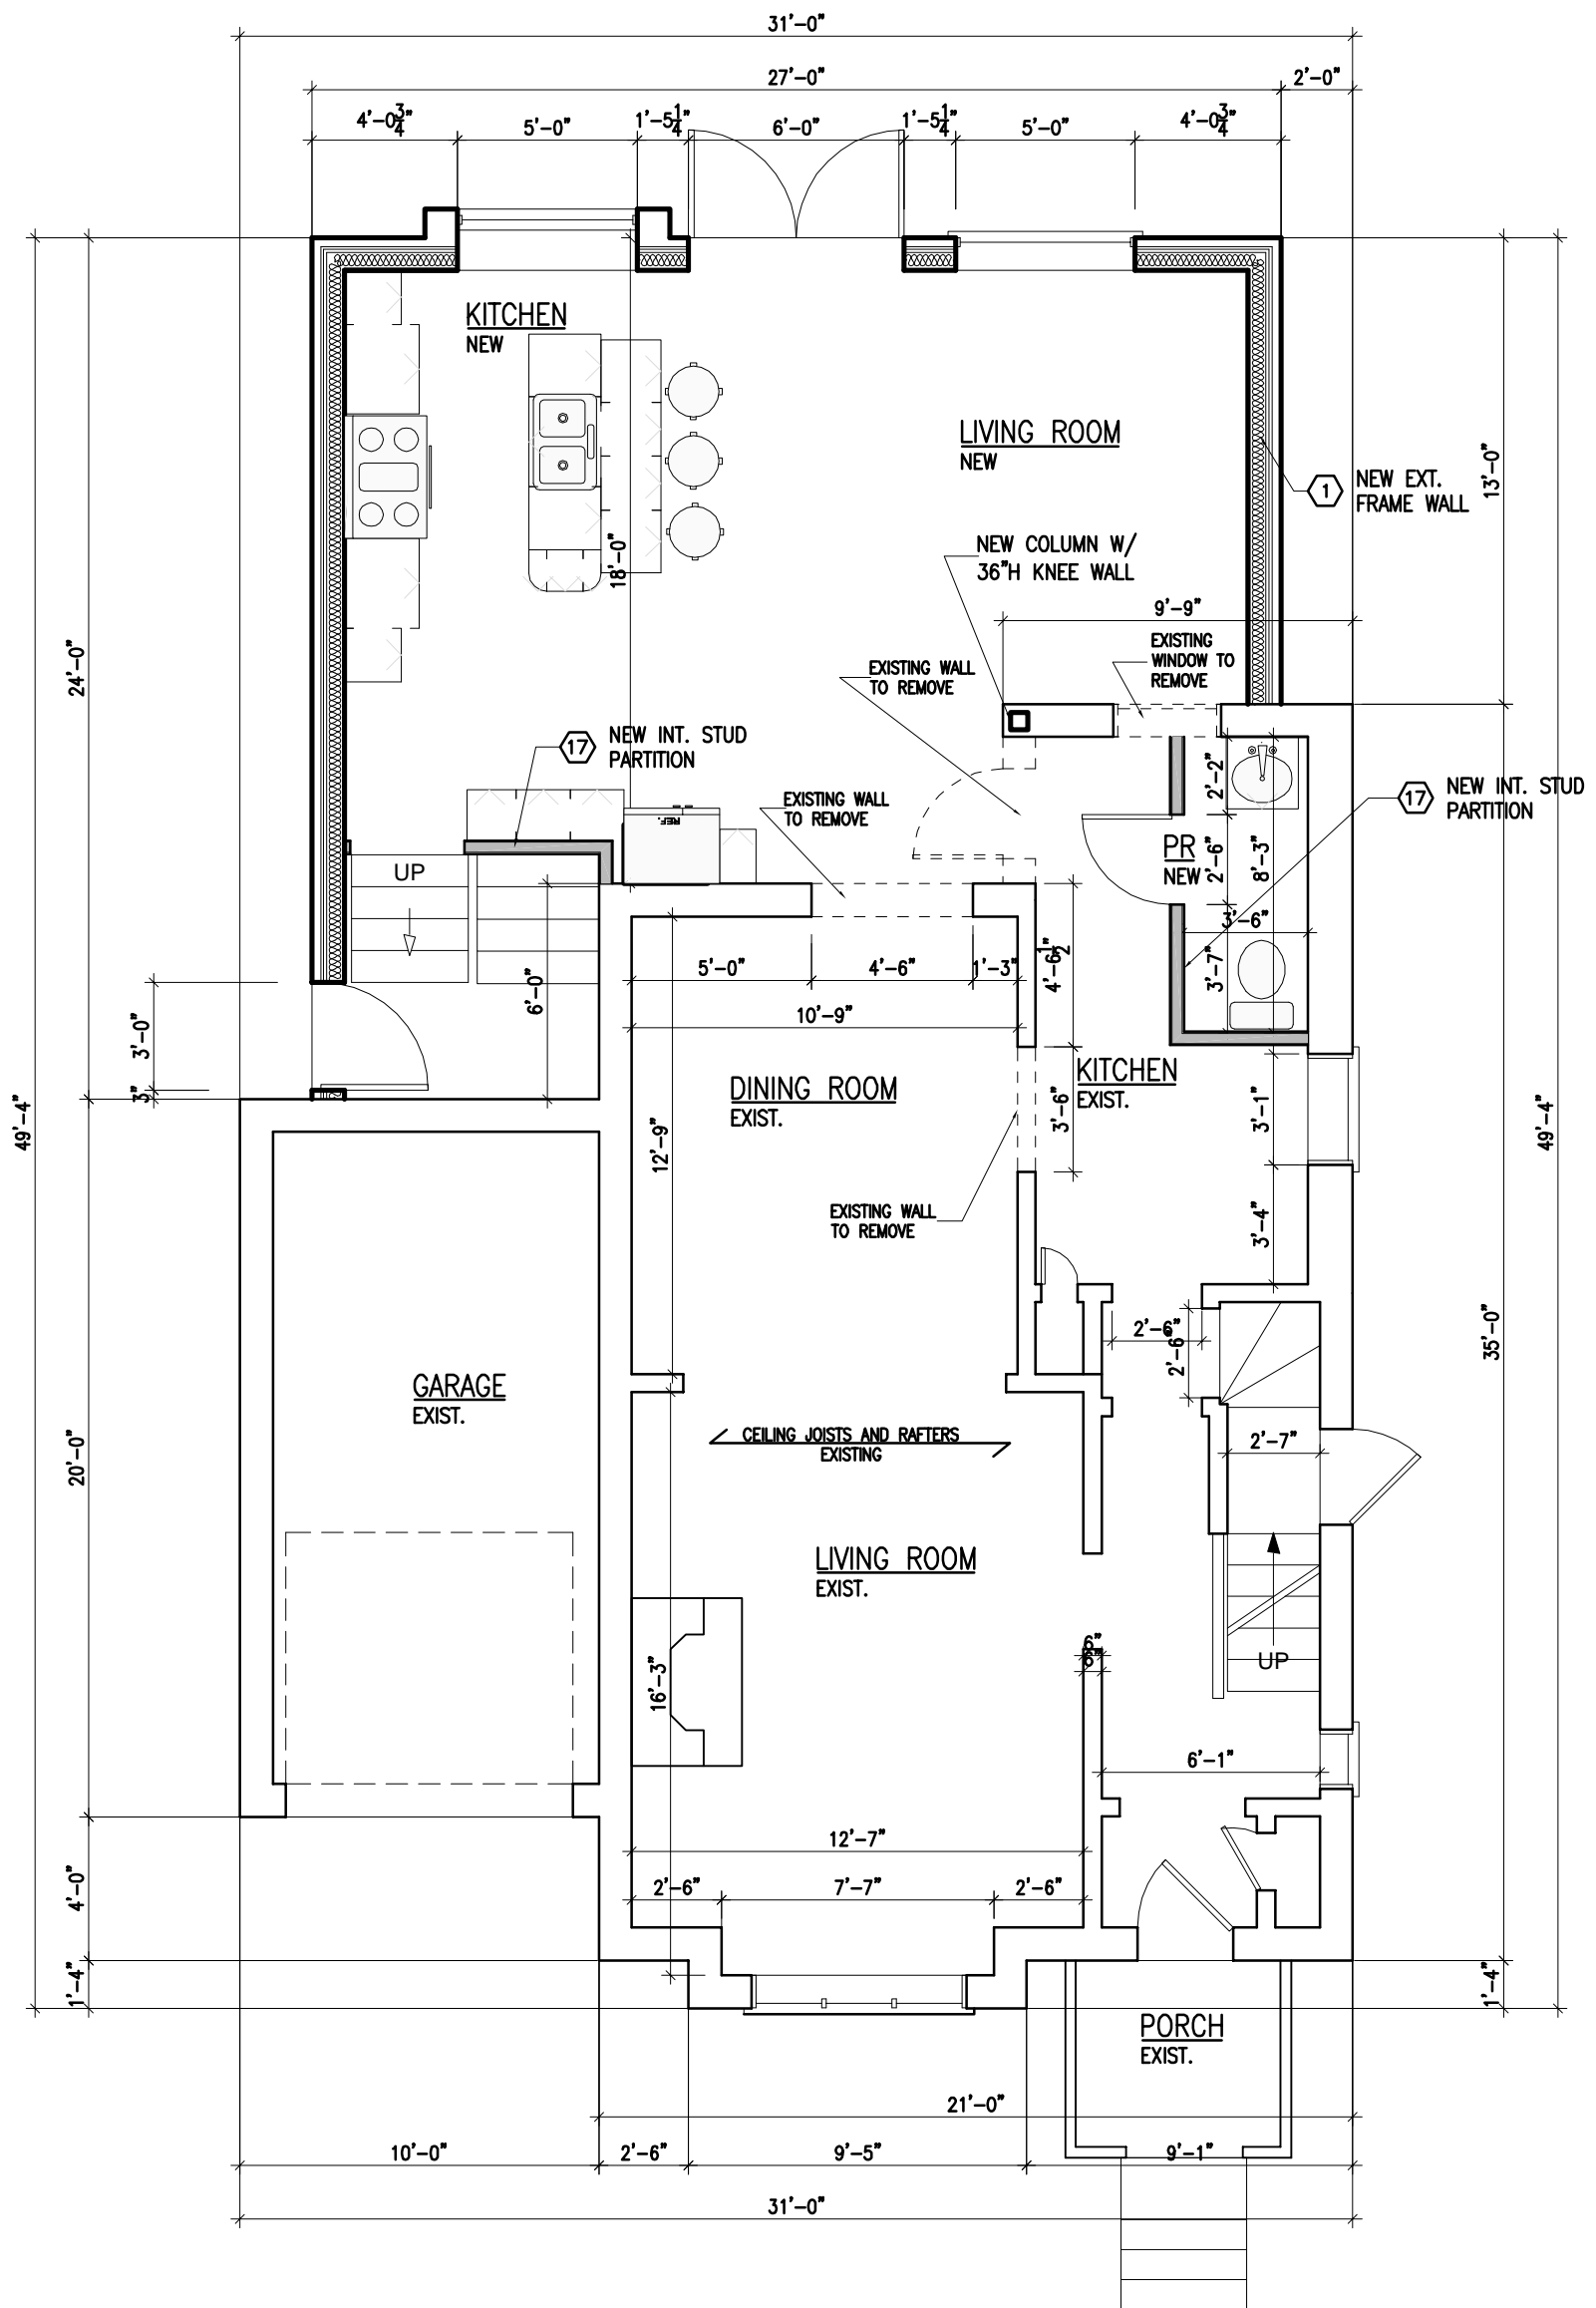 31'-0"
27'-0"
2'-0"
4'-0 3/4"
5'-0"
1'-5 1/4"
6'-0"
1'-5 1/4"
5'-0"
4'-0 3/4"
KITCHEN
NEW
LIVING ROOM
NEW
13'-0"
1
NEW EXT.
FRAME WALL
NEW COLUMN W/
36"H KNEE WALL
18'-0"
9'-9"
24'-0"
EXISTING
WINDOW TO
REMOVE
EXISTING WALL
TO REMOVE
17
NEW INT. STUD
PARTITION
EXISTING WALL
TO REMOVE
REF.
2'-2"
17
NEW INT. STUD
PARTITION
PR
NEW
2'-6"
8'-3"
UP
3'-6"
3'-7"
5'-0"
4'-6"
1'-3"
4'-6 1/2"
6'-0"
10'-9"
3'-0"
3"
KITCHEN
EXIST.
DINING ROOM
EXIST.
3'-6"
3'-1"
49'-4"
49'-4"
12'-9"
EXISTING WALL
TO REMOVE
3'-4"
2'-6"
2'-6"
35'-0"
GARAGE
EXIST.
CEILING JOISTS AND RAFTERS
EXISTING
2'-7"
20'-0"
LIVING ROOM
EXIST.
6"
6"
UP
16'-3"
6'-1"
12'-7"
2'-6"
7'-7"
2'-6"
4'-0"
1'-4"
1'-4"
PORCH
EXIST.
21'-0"
10'-0"
2'-6"
9'-5"
9'-1"
31'-0"